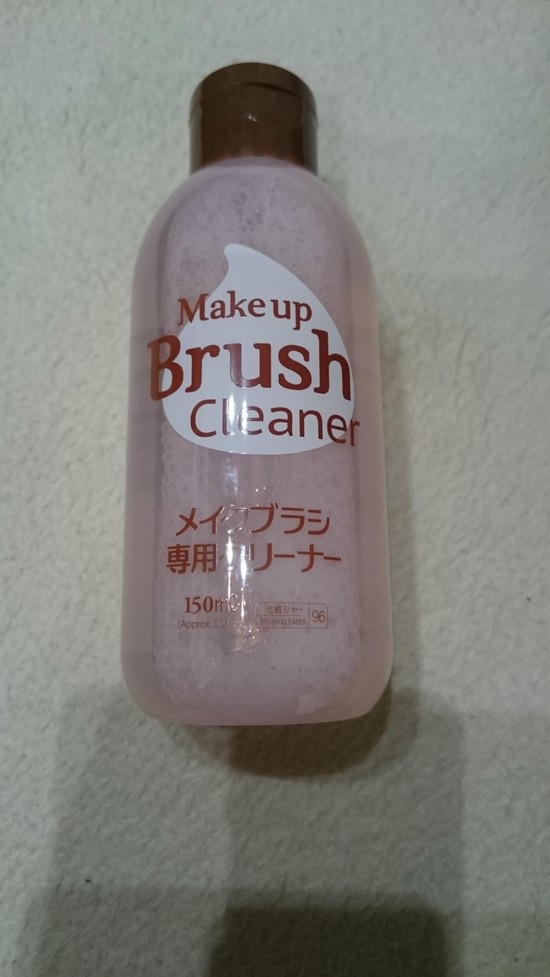 Make up
Brush
Cleaner
メイクブラシ
専用クリーナー
150mℓ
(Approx.
BRUSH CLEANER
96